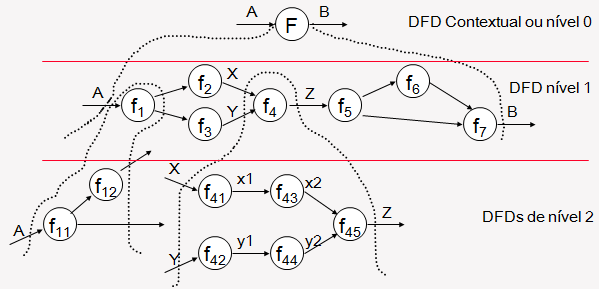 A F B DFD Contextual ou nível 0
DFD nível 1
A f1 f2 X f3 Y f4 Z f5 f6 f7 B
DFDs de nível 2
A f11 f12
X f41 x1 f43 x2
Y f42 y1 f44 y2 f45 Z